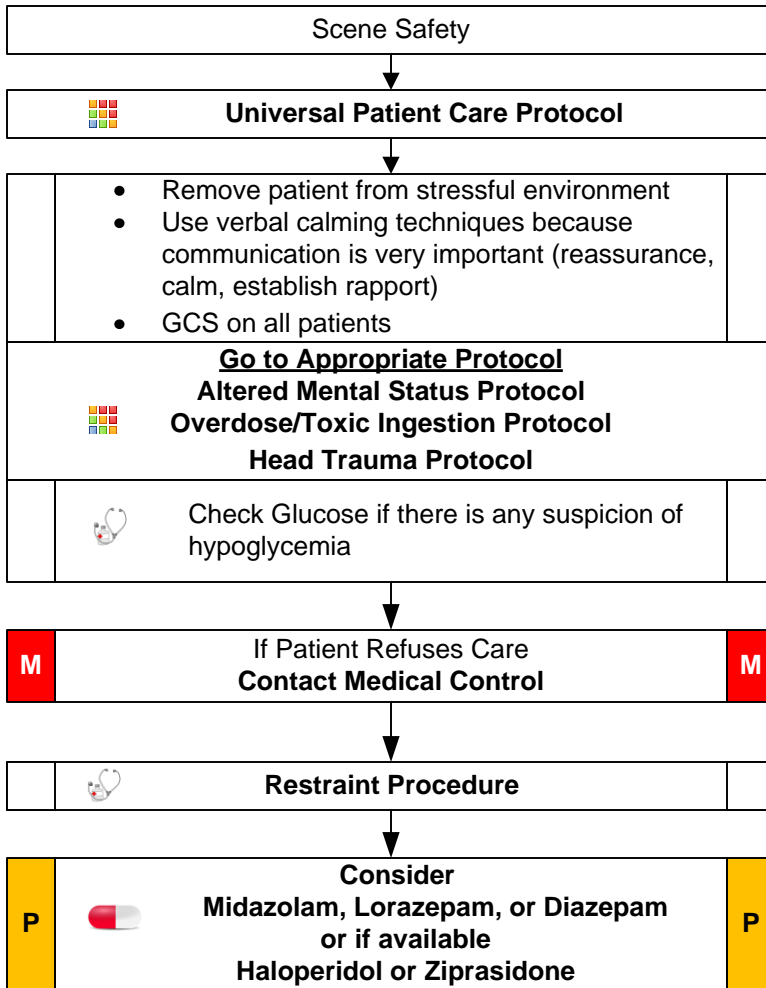 Scene Safety
Universal Patient Care Protocol
• Remove patient from stressful environment
• Use verbal calming techniques because
communication is very important (reassurance,
calm, establish rapport)
• GCS on all patients
Go to Appropriate Protocol
Altered Mental Status Protocol
Overdose/Toxic Ingestion Protocol
Head Trauma Protocol
Check Glucose if there is any suspicion of
hypoglycemia
M
If Patient Refuses Care
Contact Medical Control
M
Restraint Procedure
P
Consider
Midazolam, Lorazepam, or Diazepam
or if available
Haloperidol or Ziprasidone
P